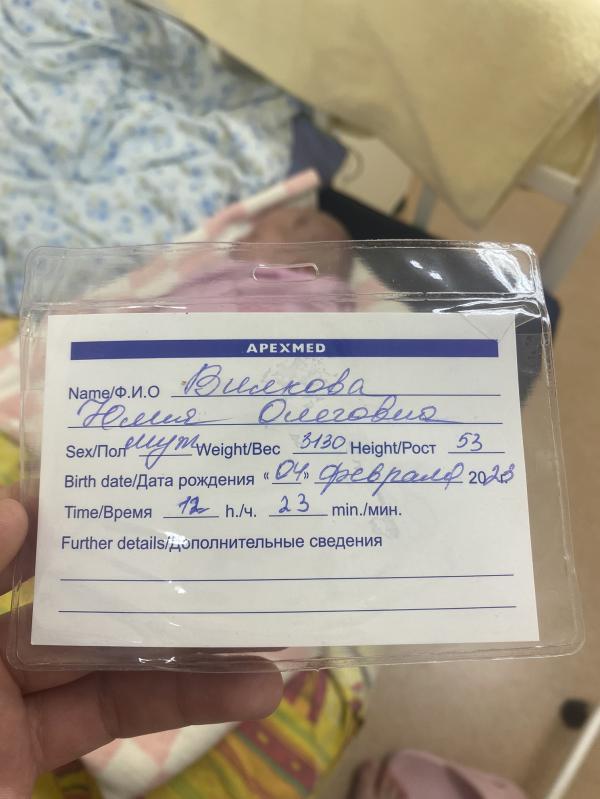 APEXMED
Name/Ф.И.О Вилкова
Юлия Олеговна
Sex/Пол муж Weight/Вес 3130 Height/Рост 53
Birth date/Дата рождения «04» февраля 2023
Time/Время 12 h./ч. 23 min./мин.
Further details/Дополнительные сведения